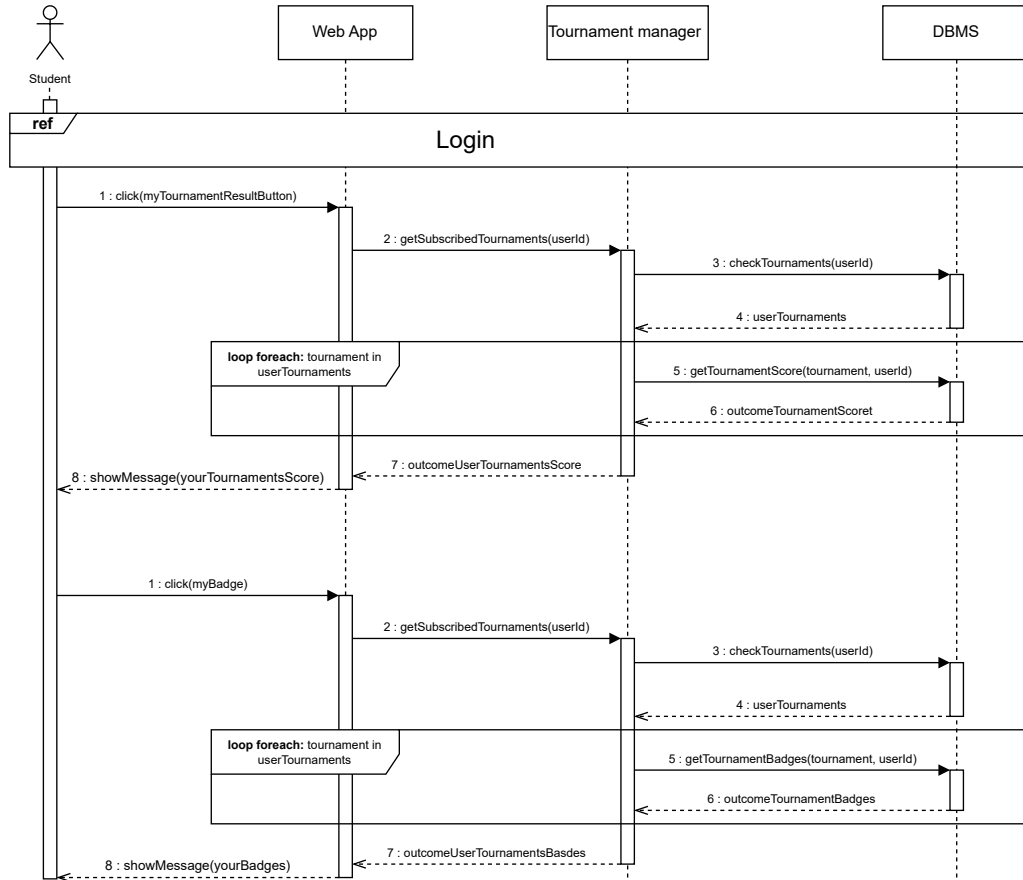 Student
Web App
Tournament manager
DBMS
ref
Login
1 : click(myTournamentResultButton)
2 : getSubscribedTournaments(userId)
3 : checkTournaments(userId)
4 : userTournaments
loop foreach: tournament in
userTournaments
5 : getTournamentScore(tournament, userId)
6 : outcomeTournamentScoret
7 : outcomeUserTournamentsScore
8 : showMessage(yourTournamentsScore)
1 : click(myBadge)
2 : getSubscribedTournaments(userId)
3 : checkTournaments(userId)
4 : userTournaments
loop foreach: tournament in
userTournaments
5 : getTournamentBadges(tournament, userId)
6 : outcomeTournamentBadges
7 : outcomeUserTournamentsBasdes
8 : showMessage(yourBadges)